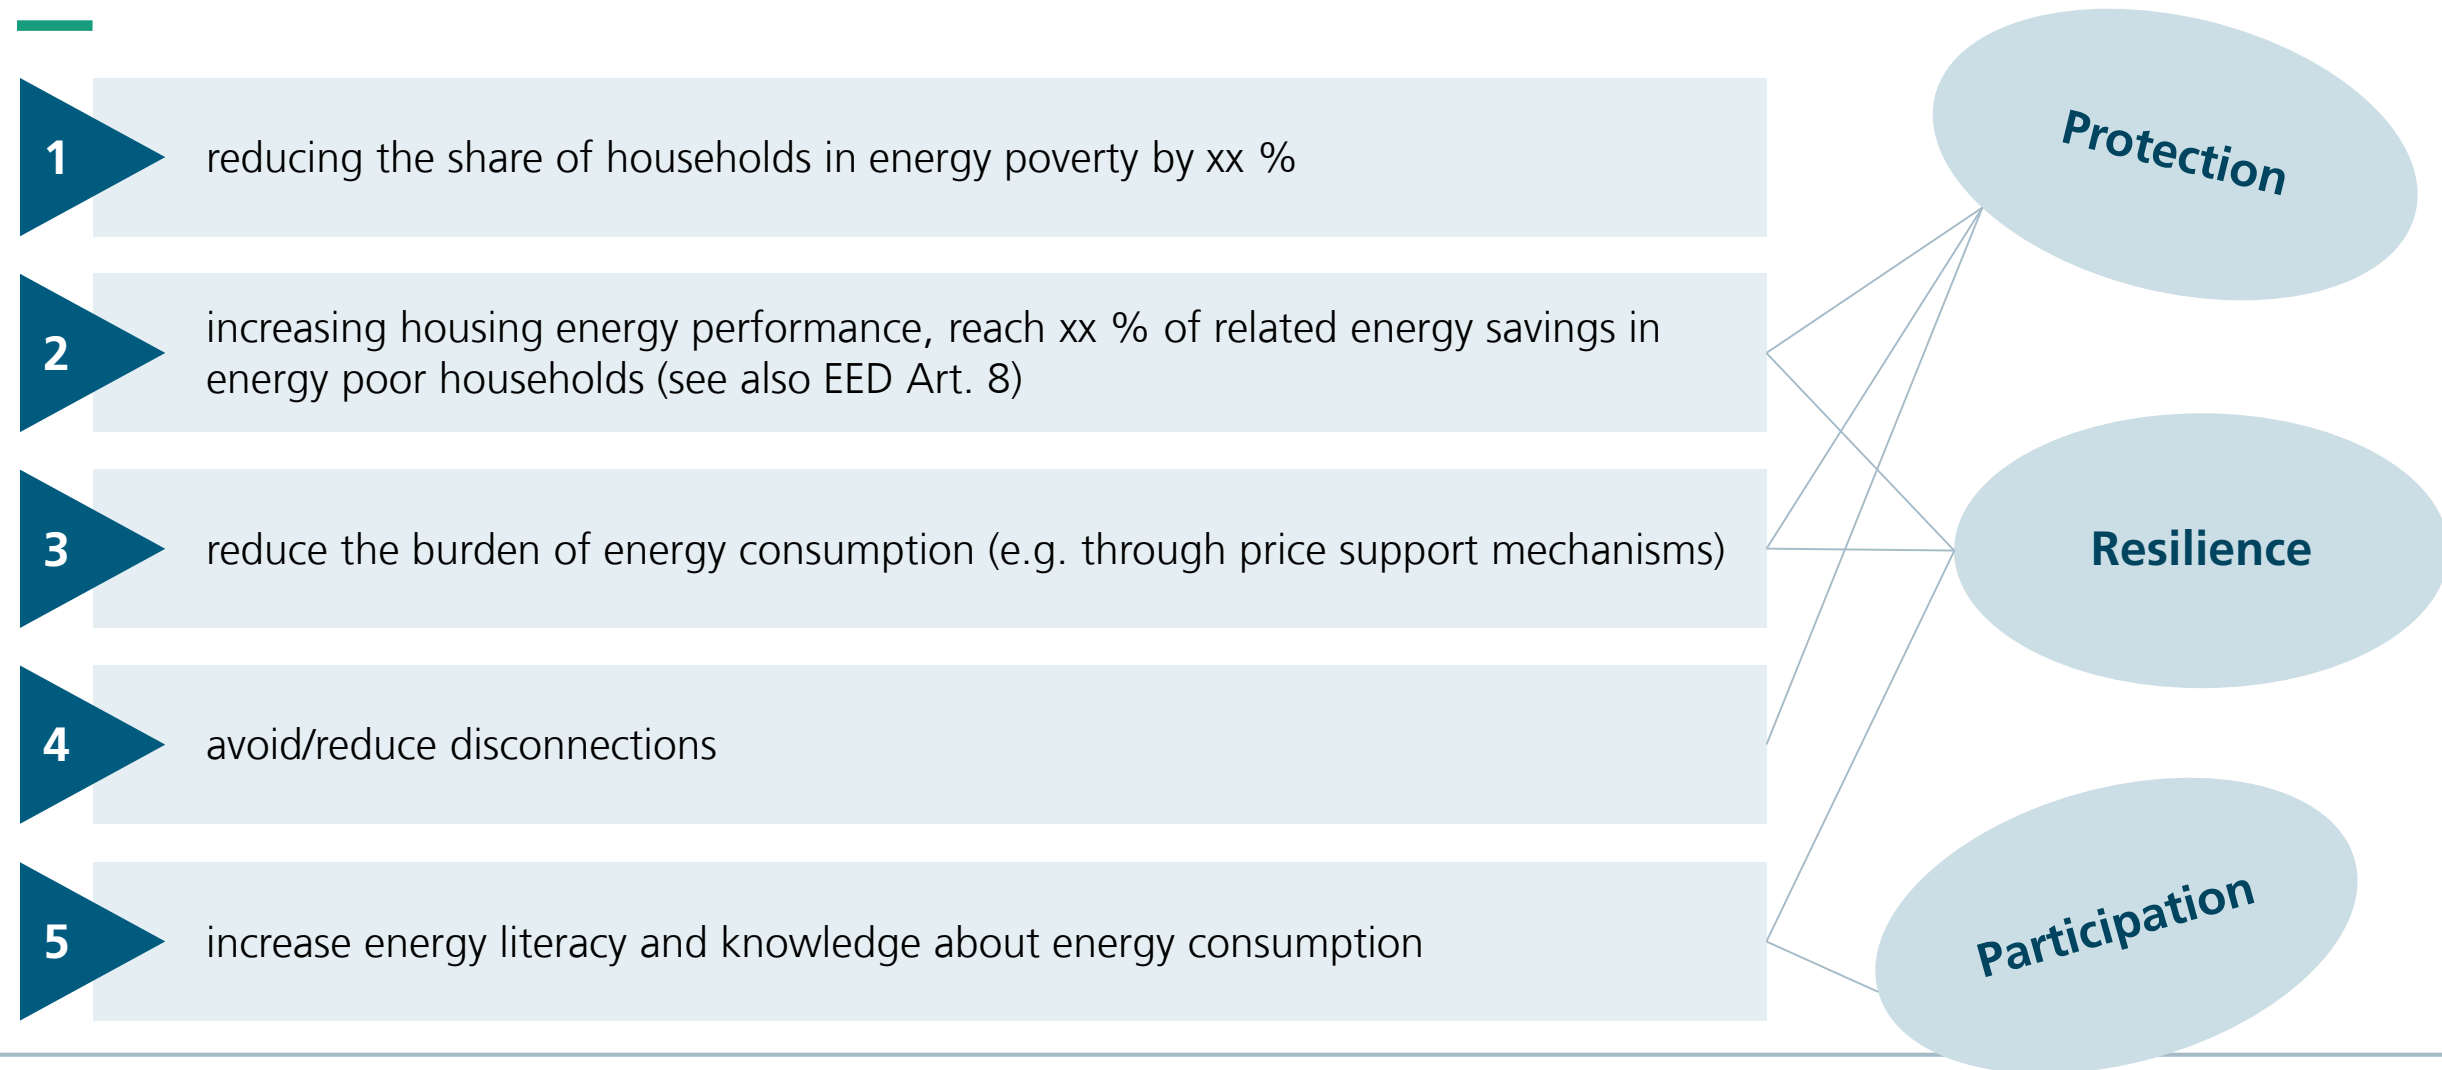 1
reducing the share of households in energy poverty by xx %
2
increasing housing energy performance, reach xx % of related energy savings in
energy poor households (see also EED Art. 8)
3
reduce the burden of energy consumption (e.g. through price support mechanisms)
4
avoid/reduce disconnections
5
increase energy literacy and knowledge about energy consumption
Protection
Resilience
Participation